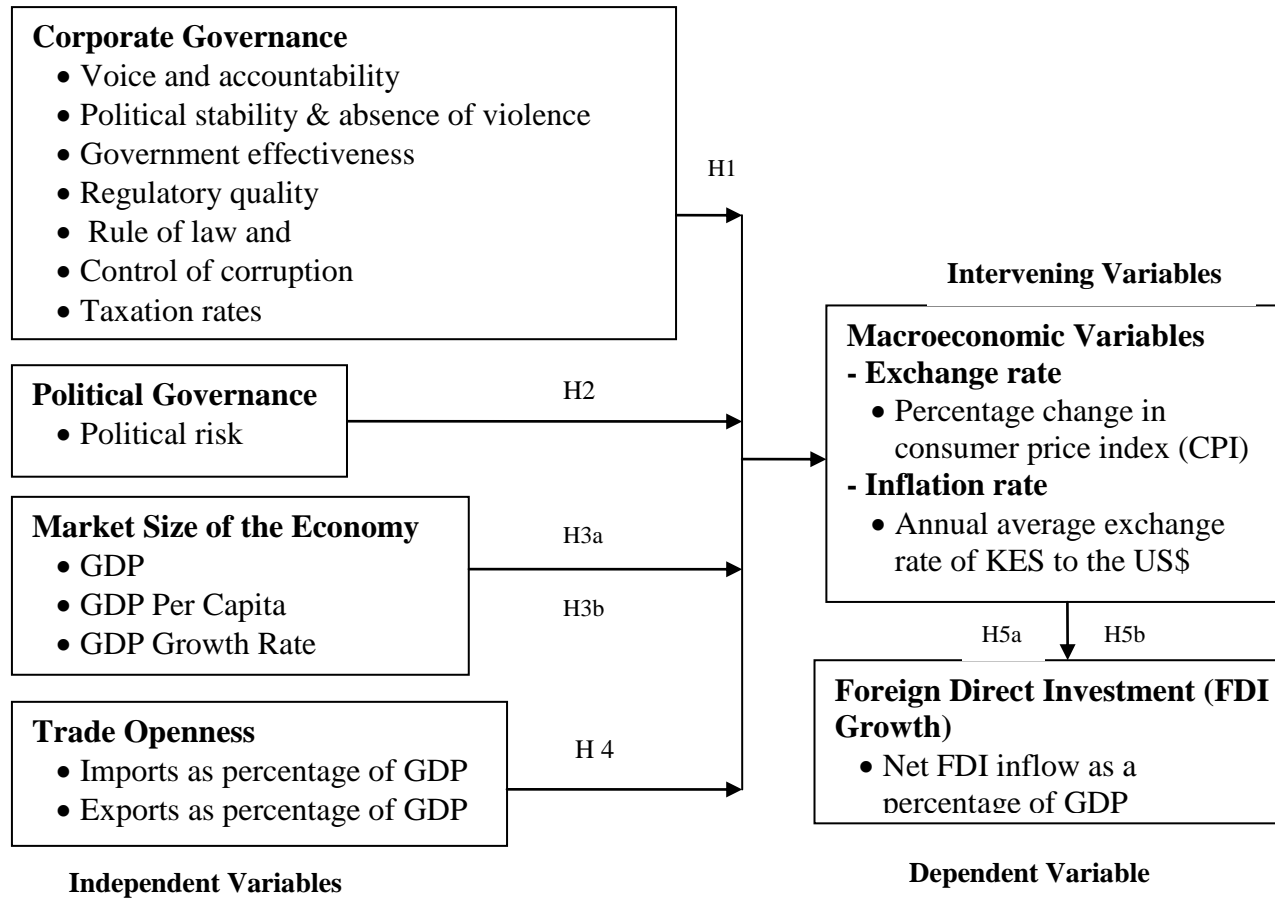 Corporate Governance
• Voice and accountability
• Political stability & absence of violence
• Government effectiveness
• Regulatory quality
• Rule of law and
• Control of corruption
• Taxation rates
H1
Political Governance
• Political risk
H2
Market Size of the Economy
• GDP
• GDP Per Capita
• GDP Growth Rate
H3a
H3b
Trade Openness
• Imports as percentage of GDP
• Exports as percentage of GDP
H 4
Independent Variables
Intervening Variables
Macroeconomic Variables
- Exchange rate
• Percentage change in
consumer price index (CPI)
- Inflation rate
• Annual average exchange
rate of KES to the US$
H5a H5b
Foreign Direct Investment (FDI
Growth)
• Net FDI inflow as a
percentage of GDP
Dependent Variable